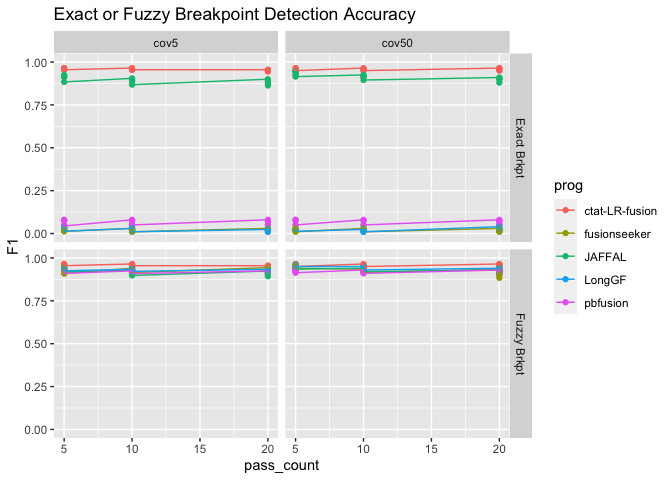 Exact or Fuzzy Breakpoint Detection Accuracy
cov5
cov50
1.00
0.75
0.50
0.25
0.00
Exact Brkpt
1.00
0.75
0.50
0.25
0.00
Fuzzy Brkpt
F1
5
10
15
20
5
10
15
20
pass_count
prog
ctat-LR-fusion
fusionseeker
JAFFAL
LongGF
pbfusion